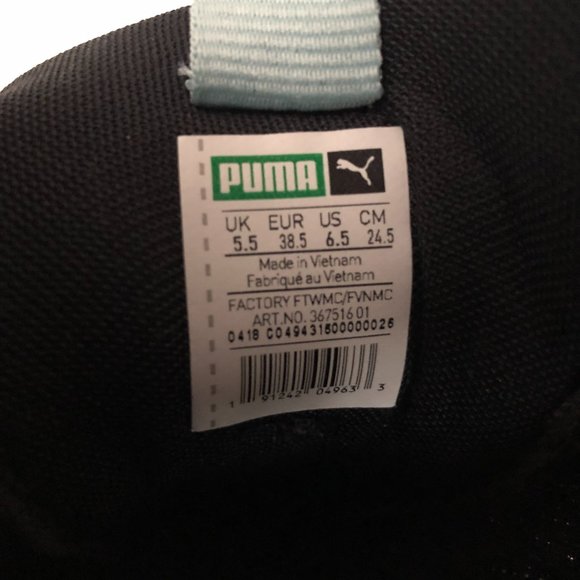 PUMA
UK EUR US CM
5.5 38.5 6.5 24.5
Made in Vietnam
Fabriqué au Vietnam
FACTORY FTWMC/FVNMC
ART.NO. 367516 01
0418 C049431500000026
1 91242 04963 3